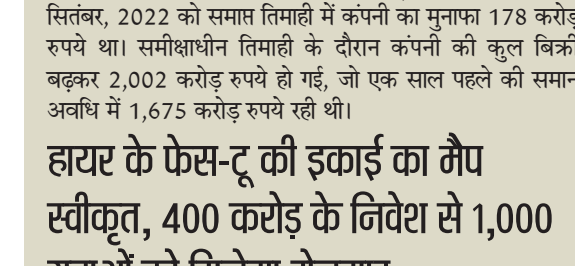 सितंबर, 2022 को समाप्त तिमाही में कंपनी का मुनाफा 178 करोड़
रुपये था। समीक्षाधीन तिमाही के दौरान कंपनी की कुल बिक्री
बढ़कर 2,002 करोड़ रुपये हो गई, जो एक साल पहले की समान
अवधि में 1,675 करोड़ रुपये रही थी।
हायर के फेस-टू की इकाई का मैप
स्वीकृत, 400 करोड़ के निवेश से 1,000